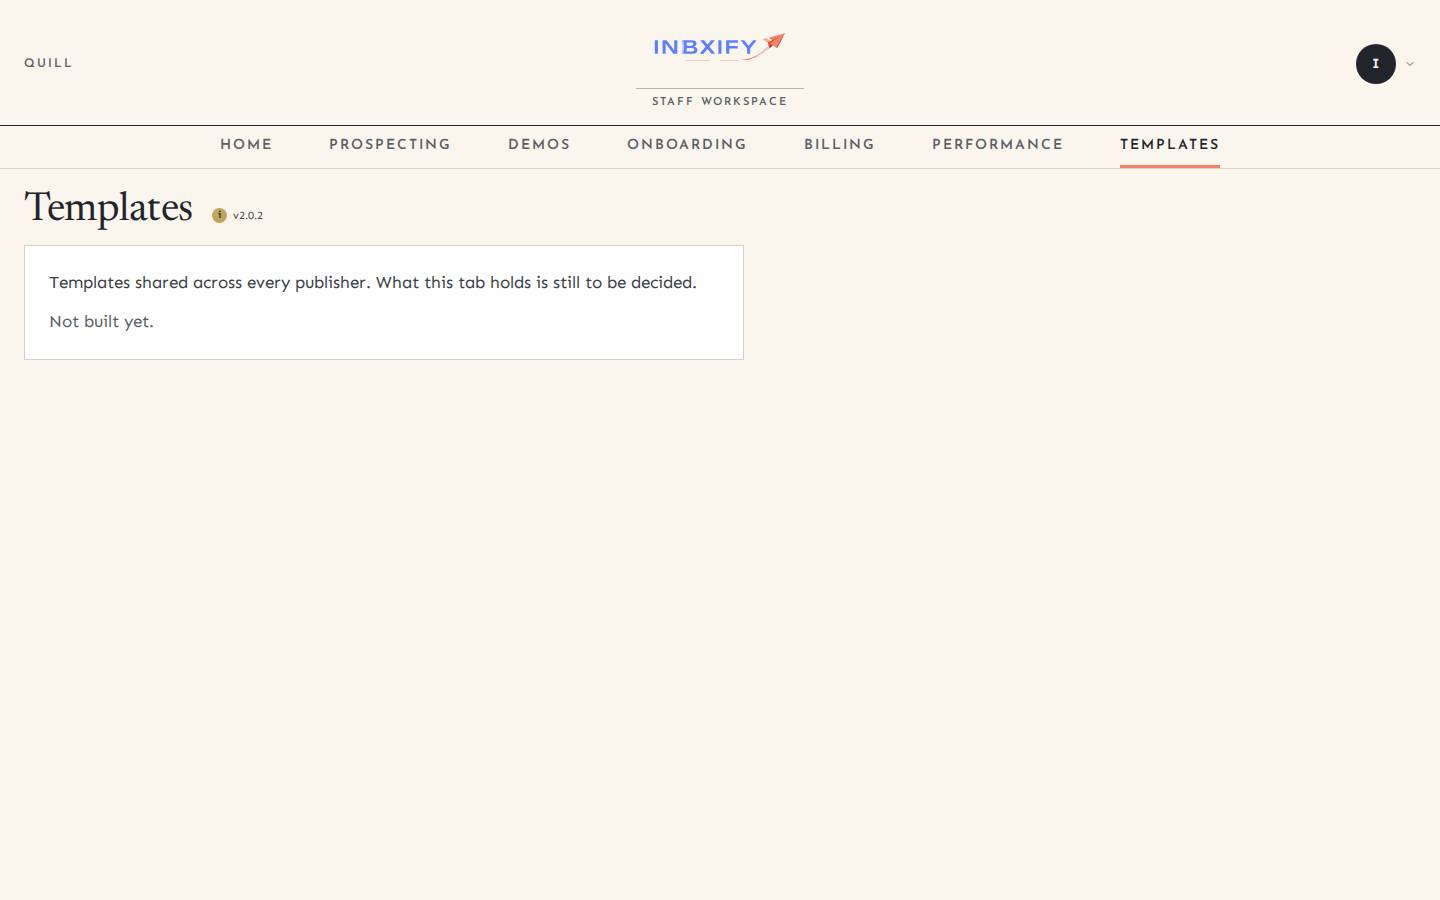 QUILL
INBXIFY
STAFF WORKSPACE
I
HOME PROSPECTING DEMOS ONBOARDING BILLING PERFORMANCE TEMPLATES
Templates i v2.0.2
Templates shared across every publisher. What this tab holds is still to be decided.
Not built yet.